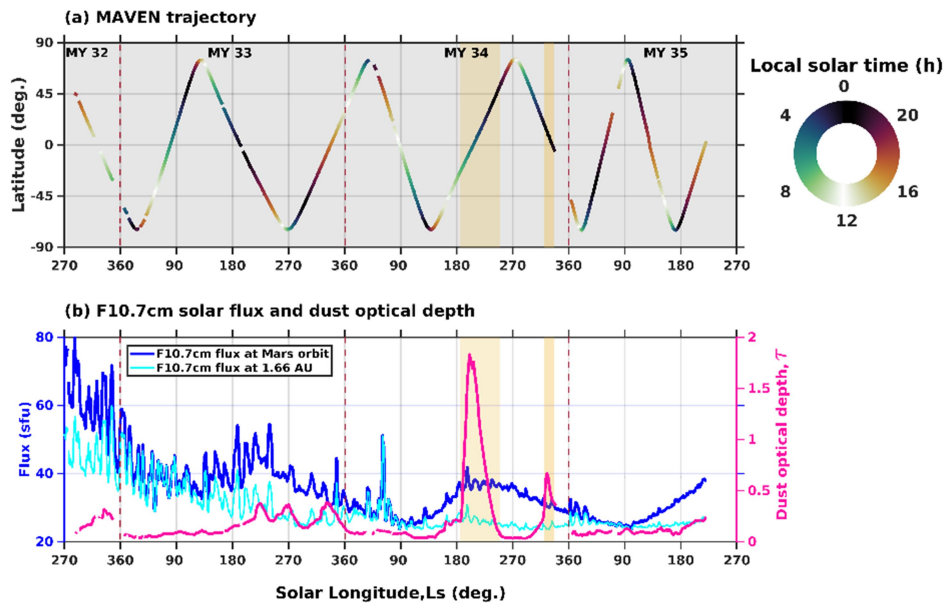 (a) MAVEN trajectory
MY 32 MY 33 MY 34 MY 35
90
45
0
-45
-90
Latitude (deg.)
270 360 90 180 270 360 90 180 270 360 90 180 270
Local solar time (h)
0
4 20
8 16
12
(b) F10.7cm solar flux and dust optical depth
F10.7cm flux at Mars orbit
F10.7cm flux at 1.66 AU
80
60
40
20
Flux (sfu)
2
1.5
1
0.5
0
Dust optical depth, τ
270 360 90 180 270 360 90 180 270 360 90 180 270
Solar Longitude,Ls (deg.)